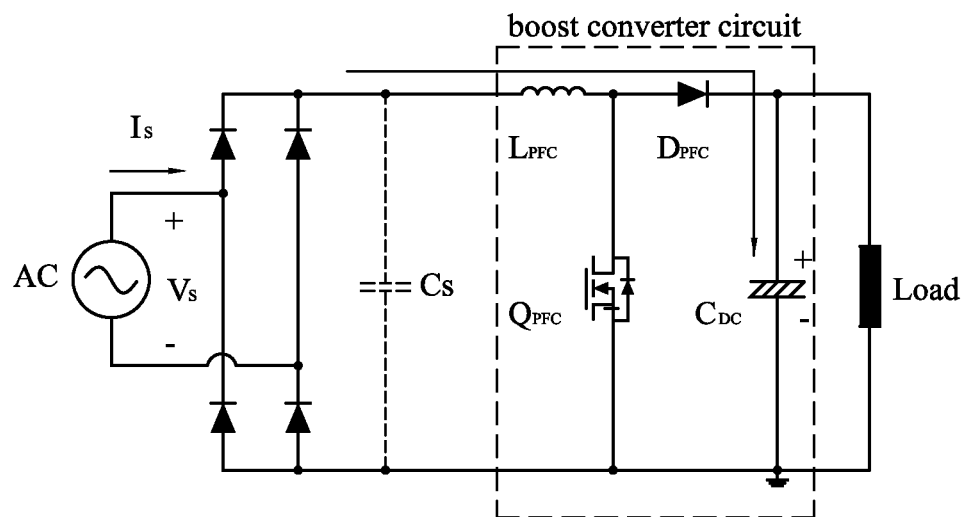 boost converter circuit
Is
LPFC
DPFC
+
AC
Vs
-
Cs
QPFC
CDC
+
-
Load